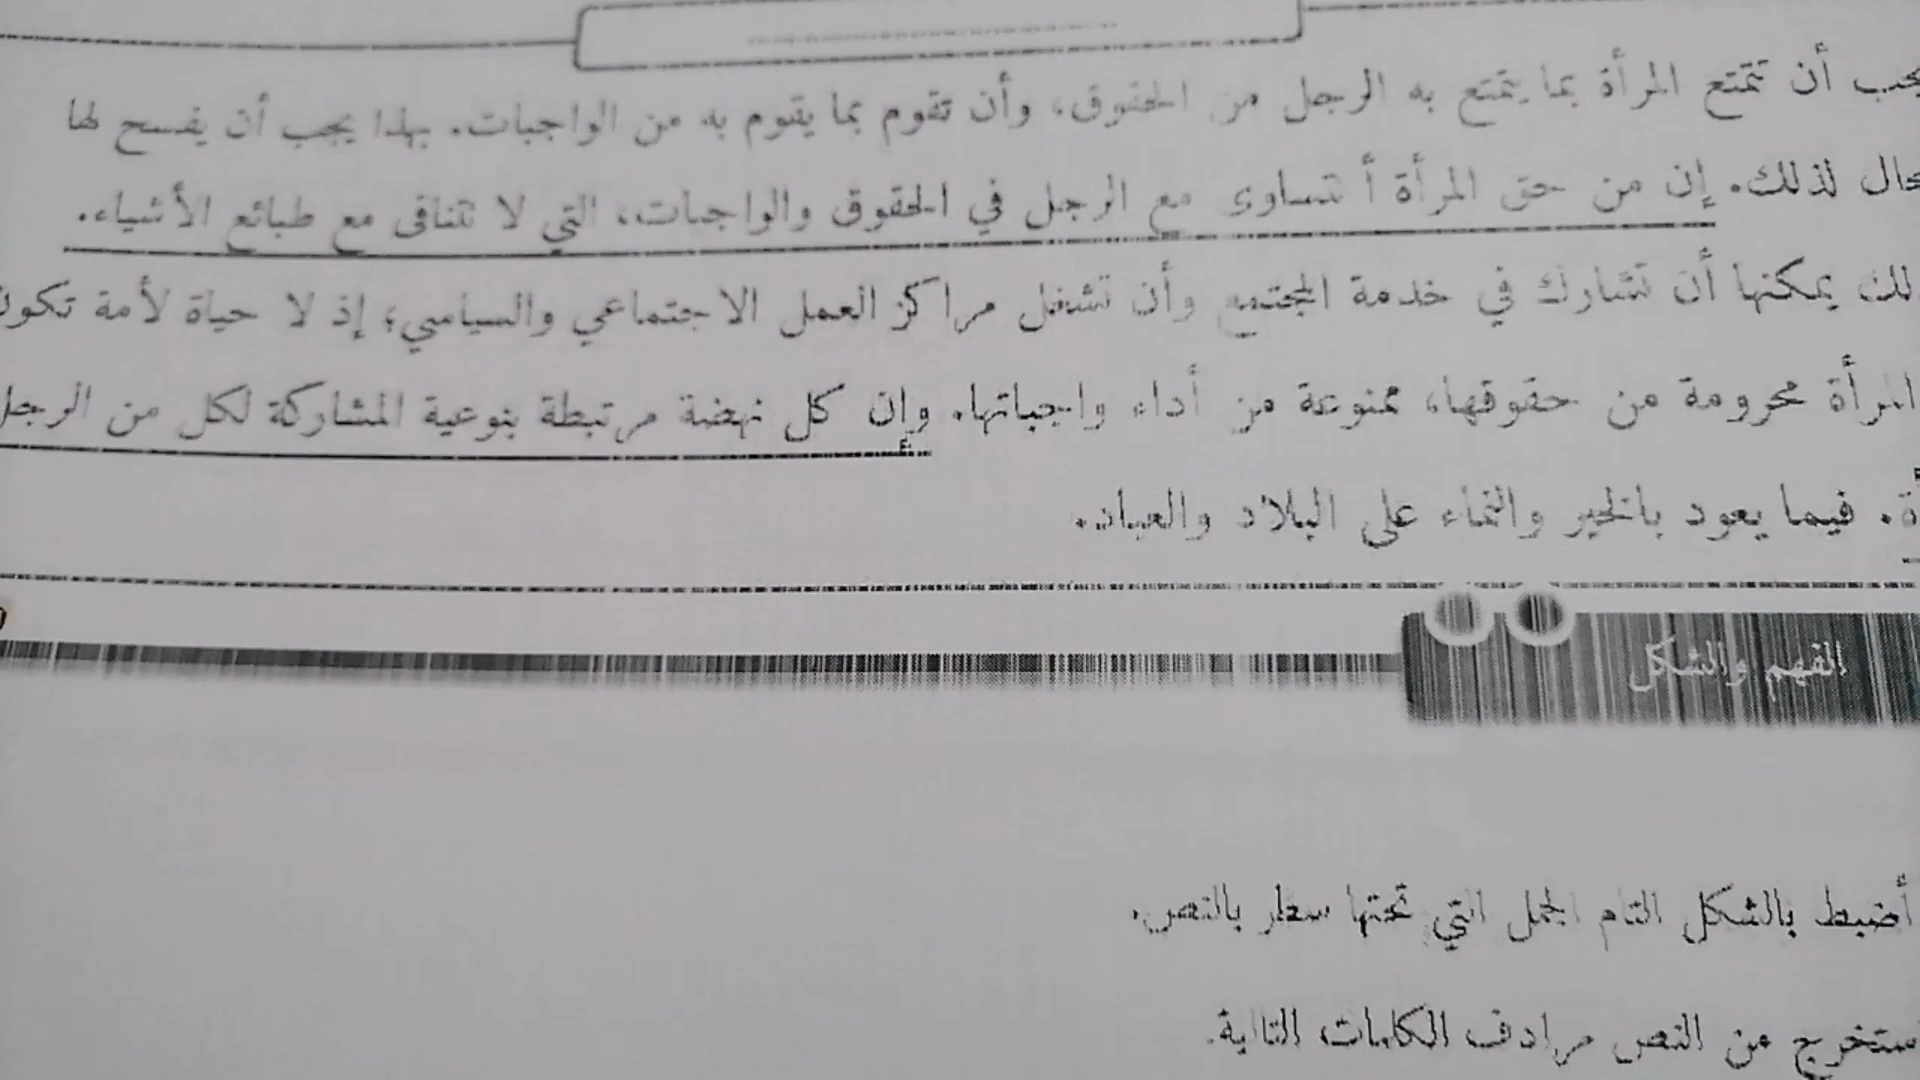 يجب أن تتمتع المرأة بما يتمتع به الرجل من الحقوق، وأن تقوم بما يقوم به من الواجبات. بهذا يجب أن يفسح لها
لذلك. إن من حق المرأة أ تتساوى مع الرجل في الحقوق والواجبات، التي لا تتنافى مع طبائع الأشياء.
يمكنها أن تشارك في خدمة المجتمع وأن تشغل مراكز العمل الاجتماعي والسياسي؛ إذ لا حياة لأمة تكون
المرأة محرومة من حقوقها، ممنوعة من أداء واجباتها. وإن كل نهضة مرتبطة بنوعية المشاركة لكل من الرجل
فيما يعود بالخير والنماء على البلاد والعباد.
الفهم والشكل
أضبط بالشكل التام الجمل التي تحتها سطر بالنص.
ستخرج من النص مرادف الكلمات التالية.